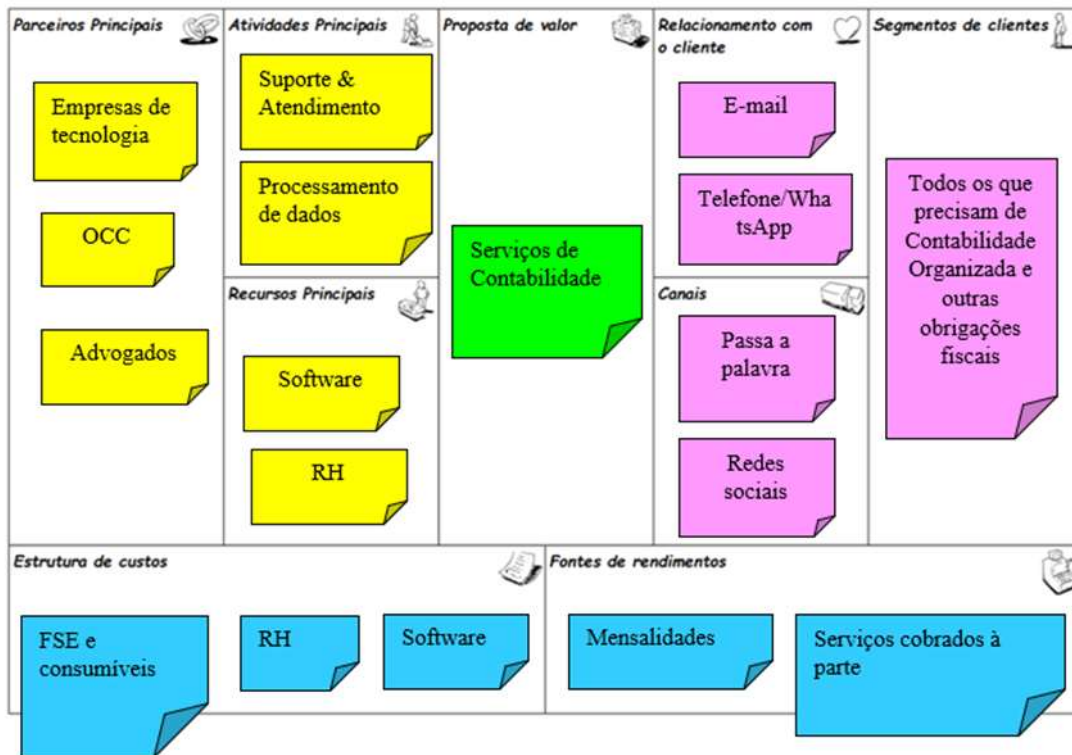 Parceiros Principais
Empresas de
tecnologia
OCC
Advogados
Atividades Principais
Suporte &
Atendimento
Processamento
de dados
Recursos Principais
Software
RH
Proposta de valor
Serviços de
Contabilidade
Relacionamento com
o cliente
E-mail
Telefone/Wha
tsApp
Canais
Passa a
palavra
Redes
sociais
Segmentos de clientes
Todos os que
precisam de
Contabilidade
Organizada e
outras
obrigações
fiscais
Estrutura de custos
FSE e
consumíveis
RH
Software
Fontes de rendimentos
Mensalidades
Serviços cobrados à
parte